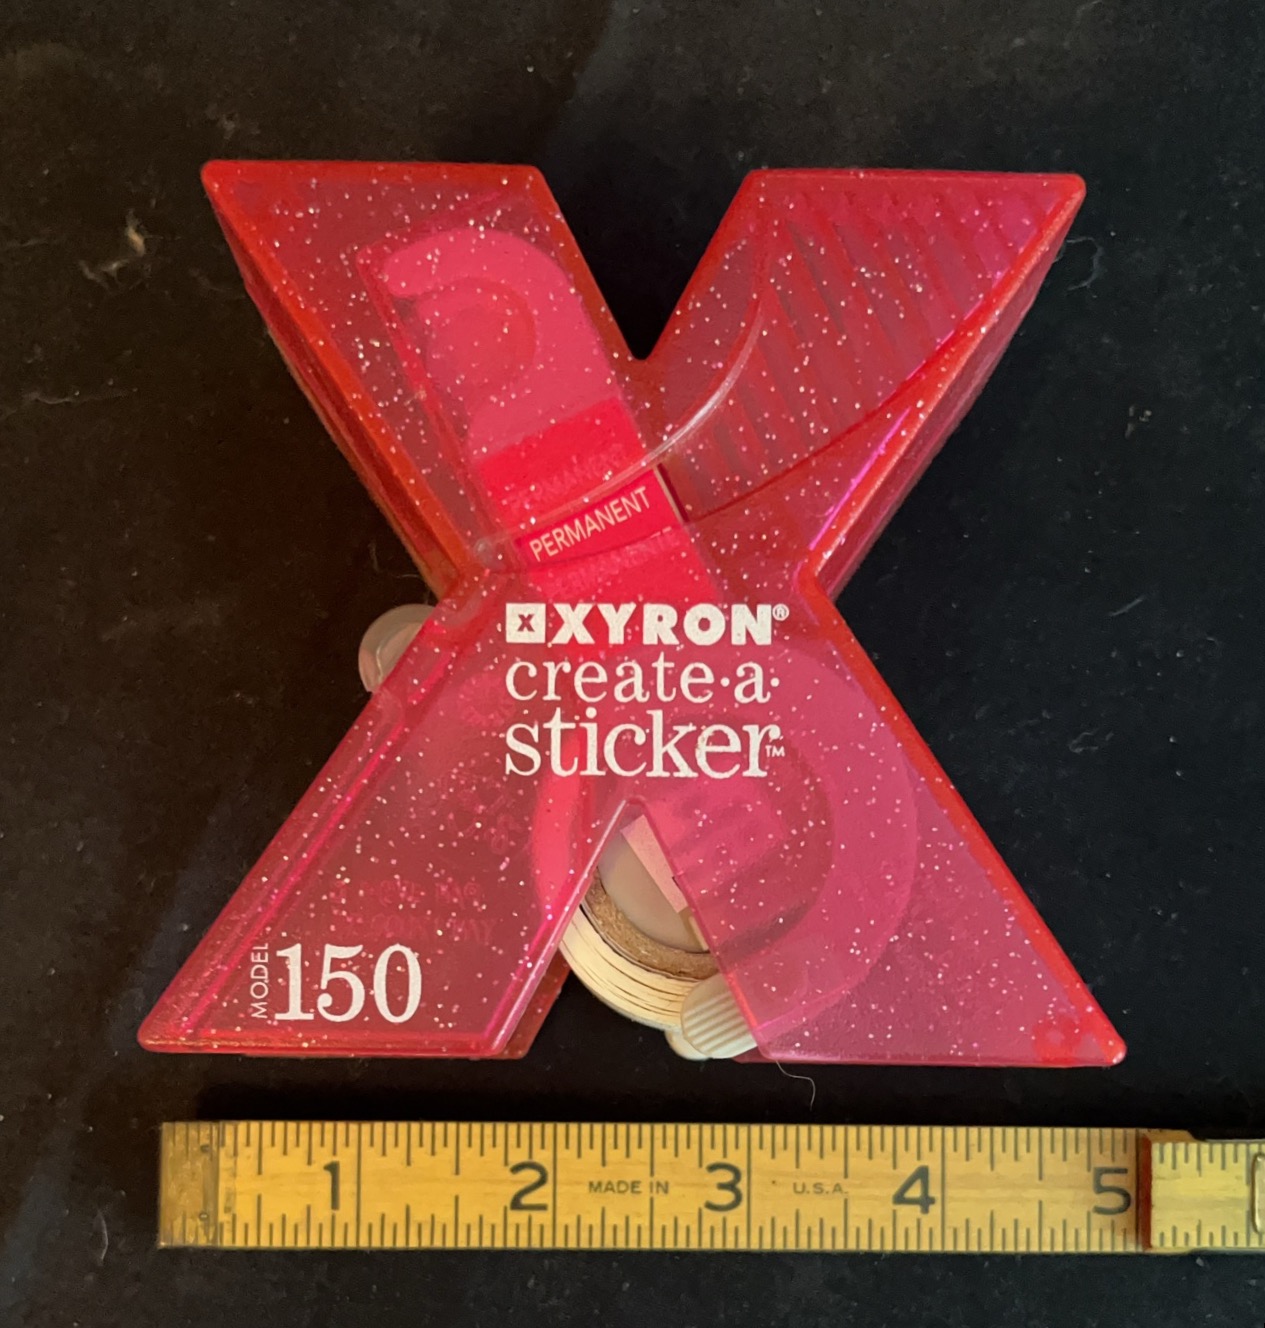 PERMANENT
X XYRON®
create·a·
sticker™
MODEL 150
1 2 MADE IN 3 U.S.A. 4 5